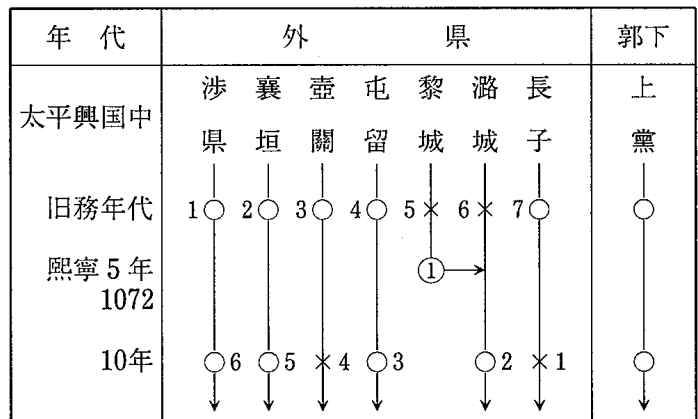 年 代 外 県 郭下
太平興国中 渉県 襄垣 壺關 屯留 黎城 潞城 長子 上黨
旧務年代 1○ 2○ 3○ 4○ 5× 6× 7○ ○
熙寧5年 ①
1072
10年 ○6 ○5 ×4 ○3 ○2 ×1 ○